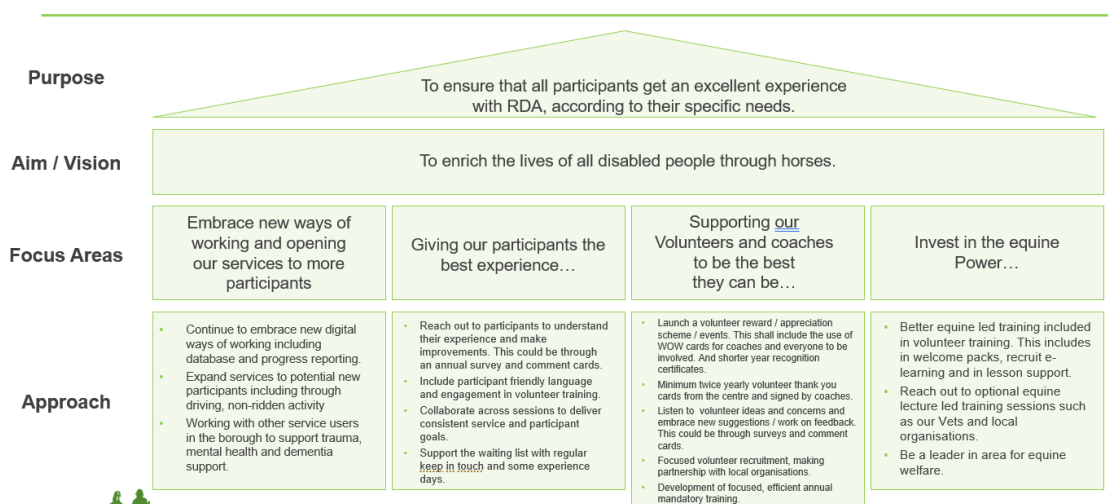 Purpose
To ensure that all participants get an excellent experience
with RDA, according to their specific needs.
Aim / Vision
To enrich the lives of all disabled people through horses.
Focus Areas
Embrace new ways of
working and opening
our services to more
participants
Giving our participants the
best experience…
Supporting our
Volunteers and coaches
to be the best
they can be…
Invest in the equine
Power…
Approach
• Continue to embrace new digital
ways of working including
database and progress reporting.
• Expand services to potential new
participants including through
driving, non-ridden activity
• Working with other service users
in the borough to support trauma,
mental health and dementia
support.
• Reach out to participants to understand
their experience and make
improvements. This could be through
an annual survey and comment cards.
• Include participant friendly language
and engagement in volunteer training.
• Collaborate across sessions to deliver
consistent service and participant
goals.
• Support the waiting list with regular
keep in touch and some experience
days.
• Launch a volunteer reward / appreciation
scheme / events. This shall include the use of
WOW cards for coaches and everyone to be
involved. And shorter year recognition
certificates.
• Minimum twice yearly volunteer thank you
cards from the centre and signed by coaches.
• Listen to volunteer ideas and concerns and
embrace new suggestions / work on feedback.
This could be through surveys and comment
cards.
• Focused volunteer recruitment, making
partnership with local organisations.
• Development of focused, efficient annual
mandatory training.
• Better equine led training included
in volunteer training. This includes
in welcome packs, recruit e-
learning and in lesson support.
• Reach out to optional equine
lecture led training sessions such
as our Vets and local
organisations.
• Be a leader in area for equine
welfare.